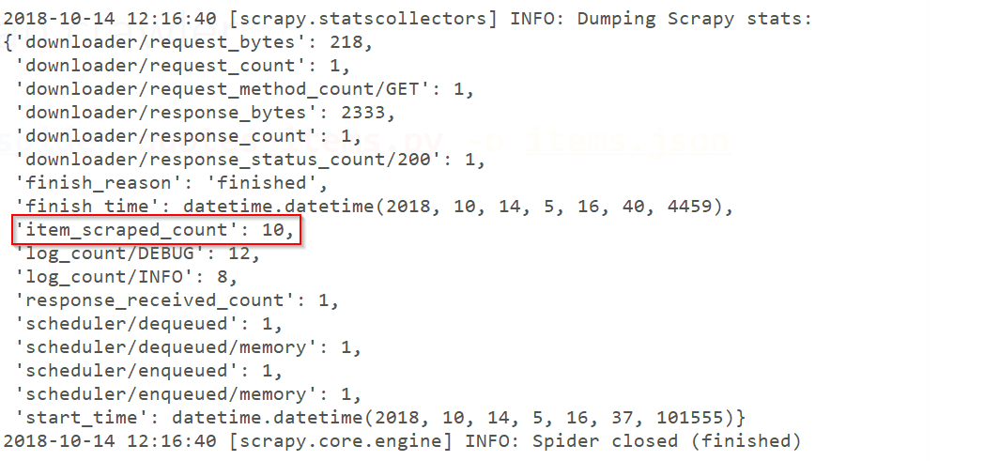 2018-10-14 12:16:40 [scrapy.statscollectors] INFO: Dumping Scrapy stats:
{'downloader/request_bytes': 218,
 'downloader/request_count': 1,
 'downloader/request_method_count/GET': 1,
 'downloader/response_bytes': 2333,
 'downloader/response_count': 1,
 'downloader/response_status_count/200': 1,
 'finish_reason': 'finished',
 'finish_time': datetime.datetime(2018, 10, 14, 5, 16, 40, 4459),
 'item_scraped_count': 10,
 'log_count/DEBUG': 12,
 'log_count/INFO': 8,
 'response_received_count': 1,
 'scheduler/dequeued': 1,
 'scheduler/dequeued/memory': 1,
 'scheduler/enqueued': 1,
 'scheduler/enqueued/memory': 1,
 'start_time': datetime.datetime(2018, 10, 14, 5, 16, 37, 101555)}
2018-10-14 12:16:40 [scrapy.core.engine] INFO: Spider closed (finished)